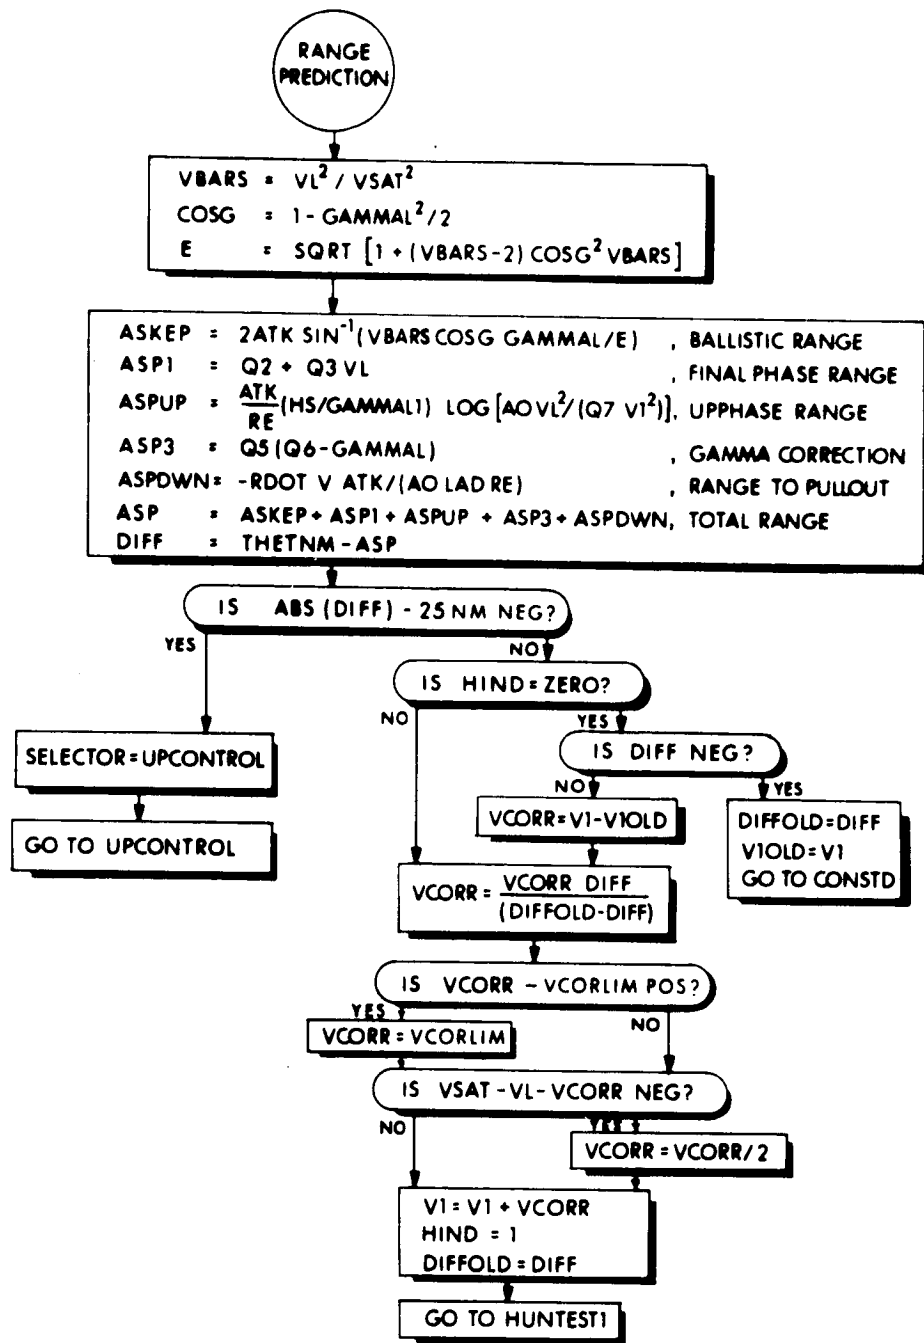 RANGE
PREDICTION
VBARS = VL² / VSAT²
COSG = 1 - GAMMAL²/2
E = SQRT [1 + (VBARS-2) COSG² VBARS]
ASKEP = 2ATK SIN⁻¹(VBARS COSG GAMMAL/E) , BALLISTIC RANGE
ASP1 = Q2 + Q3 VL , FINAL PHASE RANGE
ASPUP = ATK/RE (HS/GAMMAL1) LOG [AO VL²/(Q7 V1²)], UPPHASE RANGE
ASP3 = Q5 (Q6-GAMMAL) , GAMMA CORRECTION
ASPDWN = -RDOT V ATK/(AO LAD RE) , RANGE TO PULLOUT
ASP = ASKEP + ASP1 + ASPUP + ASP3 + ASPDWN, TOTAL RANGE
DIFF = THETNM - ASP
IS ABS (DIFF) - 25 NM NEG?
YES
NO
IS HIND = ZERO?
NO
YES
SELECTOR = UPCONTROL
IS DIFF NEG?
NO
YES
GO TO UPCONTROL
VCORR = V1 - V1OLD
DIFFOLD = DIFF
V1OLD = V1
GO TO CONSTD
VCORR = VCORR DIFF / (DIFFOLD-DIFF)
IS VCORR - VCORLIM POS?
YES
NO
VCORR = VCORLIM
IS VSAT - VL - VCORR NEG?
NO
YES
VCORR = VCORR/2
V1 = V1 + VCORR
HIND = 1
DIFFOLD = DIFF
GO TO HUNTEST1